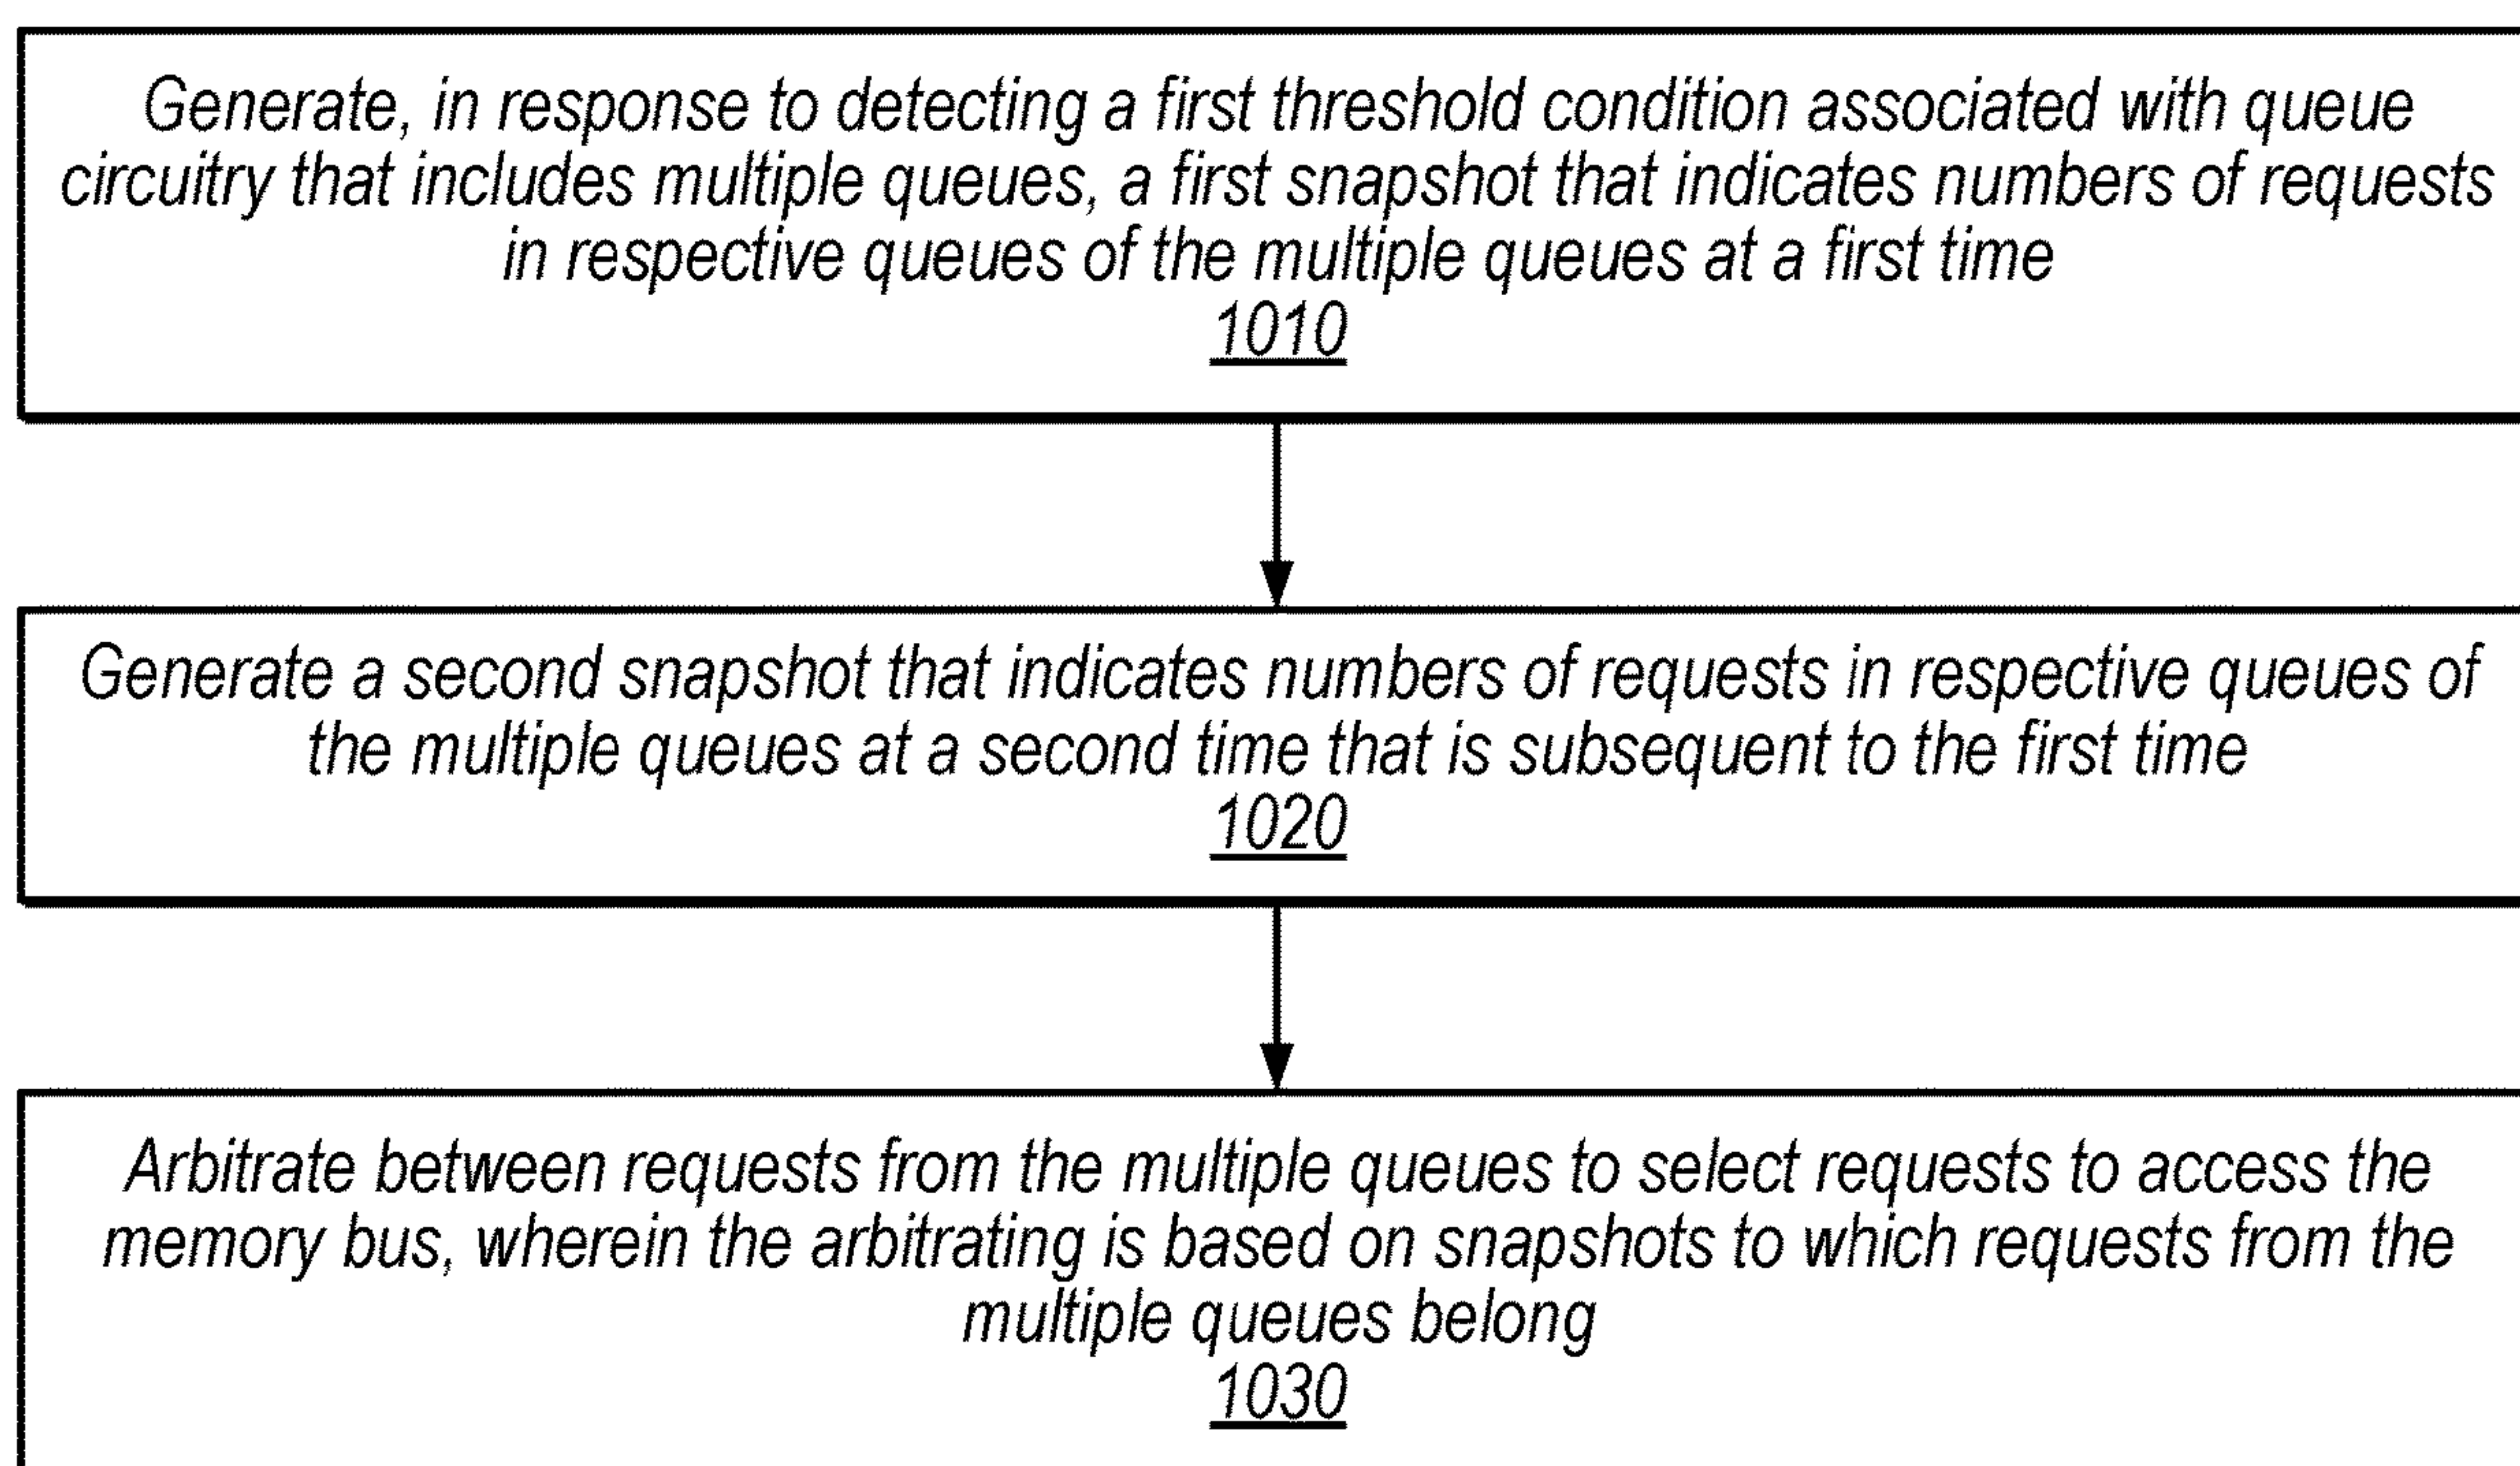 Generate, in response to detecting a first threshold condition associated with queue
circuitry that includes multiple queues, a first snapshot that indicates numbers of requests
in respective queues of the multiple queues at a first time
1010
Generate a second snapshot that indicates numbers of requests in respective queues of
the multiple queues at a second time that is subsequent to the first time
1020
Arbitrate between requests from the multiple queues to select requests to access the
memory bus, wherein the arbitrating is based on snapshots to which requests from the
multiple queues belong
1030